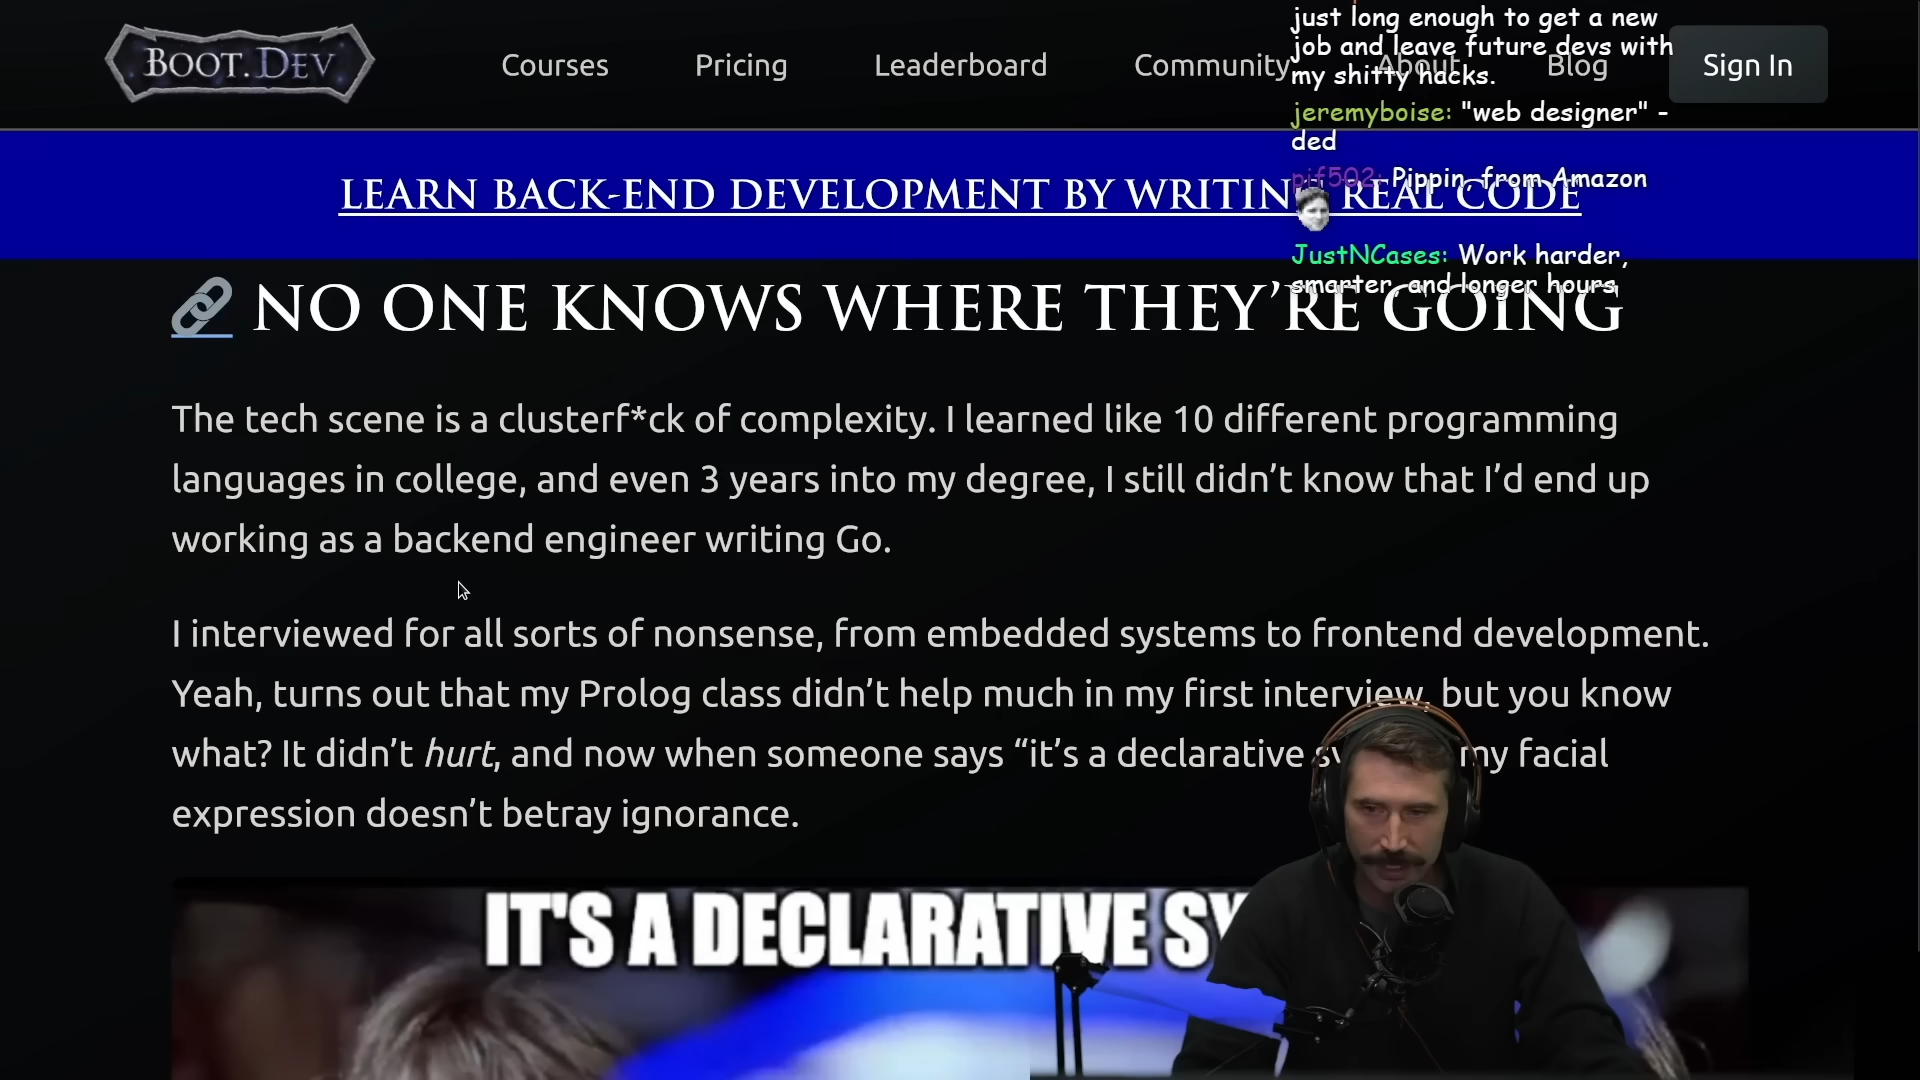 BOOT.DEV
Courses
Pricing
Leaderboard
Community
About
Blog
Sign In
just long enough to get a new
job and leave future devs with
my shitty hacks.
jeremyboise: "web designer" -
ded
pif502: Pippin, from Amazon
JustNCases: Work harder,
smarter, and longer hours
LEARN BACK-END DEVELOPMENT BY WRITING REAL CODE
NO ONE KNOWS WHERE THEY’RE GOING
The tech scene is a clusterf*ck of complexity. I learned like 10 different programming
languages in college, and even 3 years into my degree, I still didn’t know that I’d end up
working as a backend engineer writing Go.
I interviewed for all sorts of nonsense, from embedded systems to frontend development.
Yeah, turns out that my Prolog class didn’t help much in my first interview, but you know
what? It didn’t hurt, and now when someone says “it’s a declarative my facial
expression doesn’t betray ignorance.
IT'S A DECLARATIVE